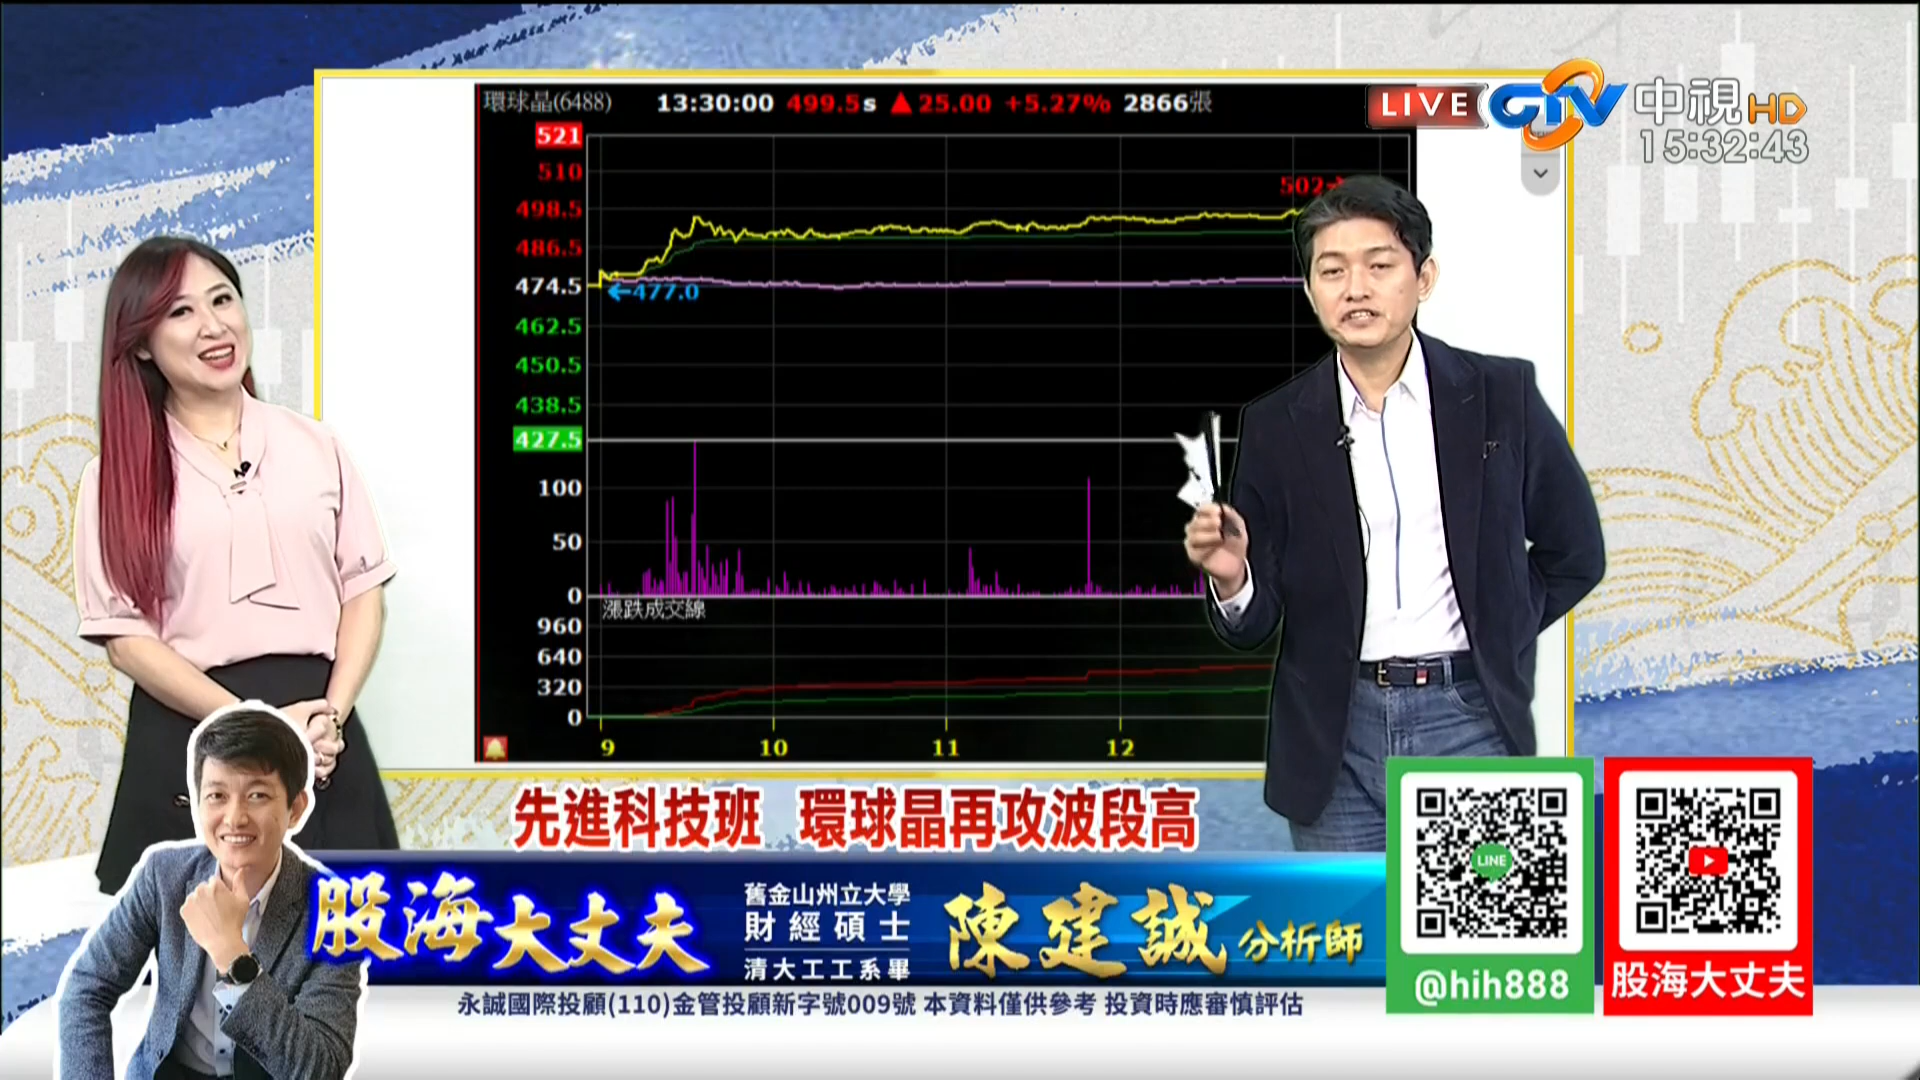 環球晶(6488) 13:30:00 499.5s ▲25.00 +5.27% 2866張
LIVE
CTV 中視HD
15:32:43
521
510
498.5
486.5
474.5
462.5
450.5
438.5
427.5
502
←477.0
100
50
0
漲跌成交線
960
640
320
0
9 10 11 12
先進科技班 環球晶再攻波段高
股海大丈夫
舊金山州立大學
財經碩士
清大工工系畢
陳建誠 分析師
LINE
@hih888
股海大丈夫
永誠國際投顧(110)金管投顧新字號009號 本資料僅供參考 投資時應審慎評估